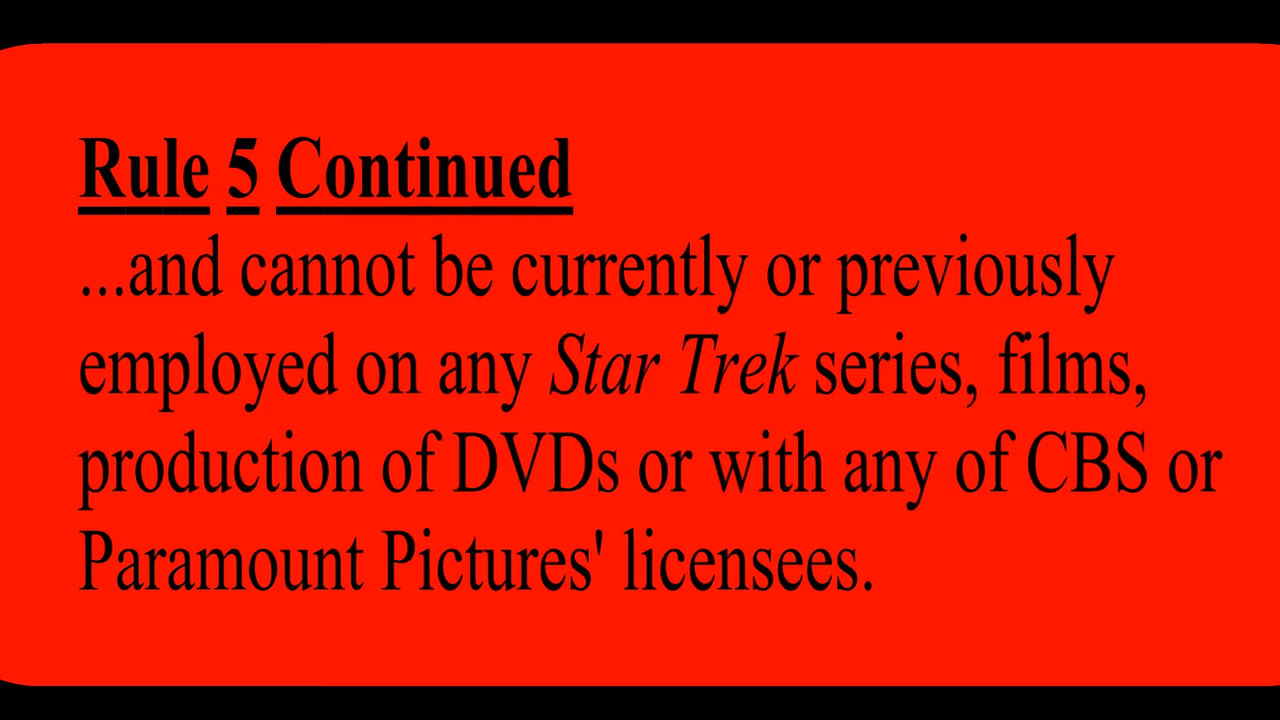 Rule 5 Continued
...and cannot be currently or previously
employed on any Star Trek series, films,
production of DVDs or with any of CBS or
Paramount Pictures' licensees.